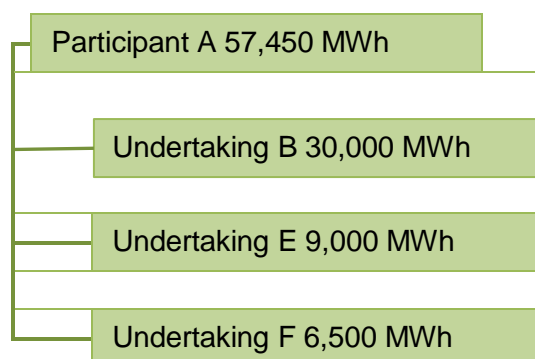 Participant A 57,450 MWh
Undertaking B 30,000 MWh
Undertaking E 9,000 MWh
Undertaking F 6,500 MWh